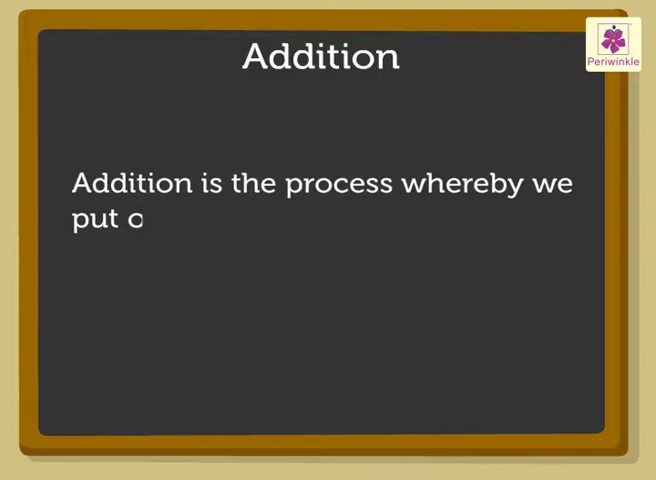 Addition
Periwinkle
Addition is the process whereby we
put o